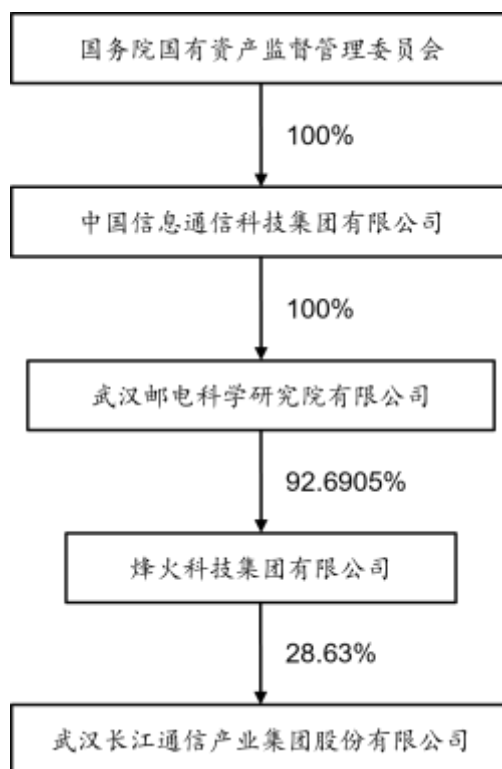 国务院国有资产监督管理委员会
100%
中国信息通信科技集团有限公司
100%
武汉邮电科学研究院有限公司
92.6905%
烽火科技集团有限公司
28.63%
武汉长江通信产业集团股份有限公司